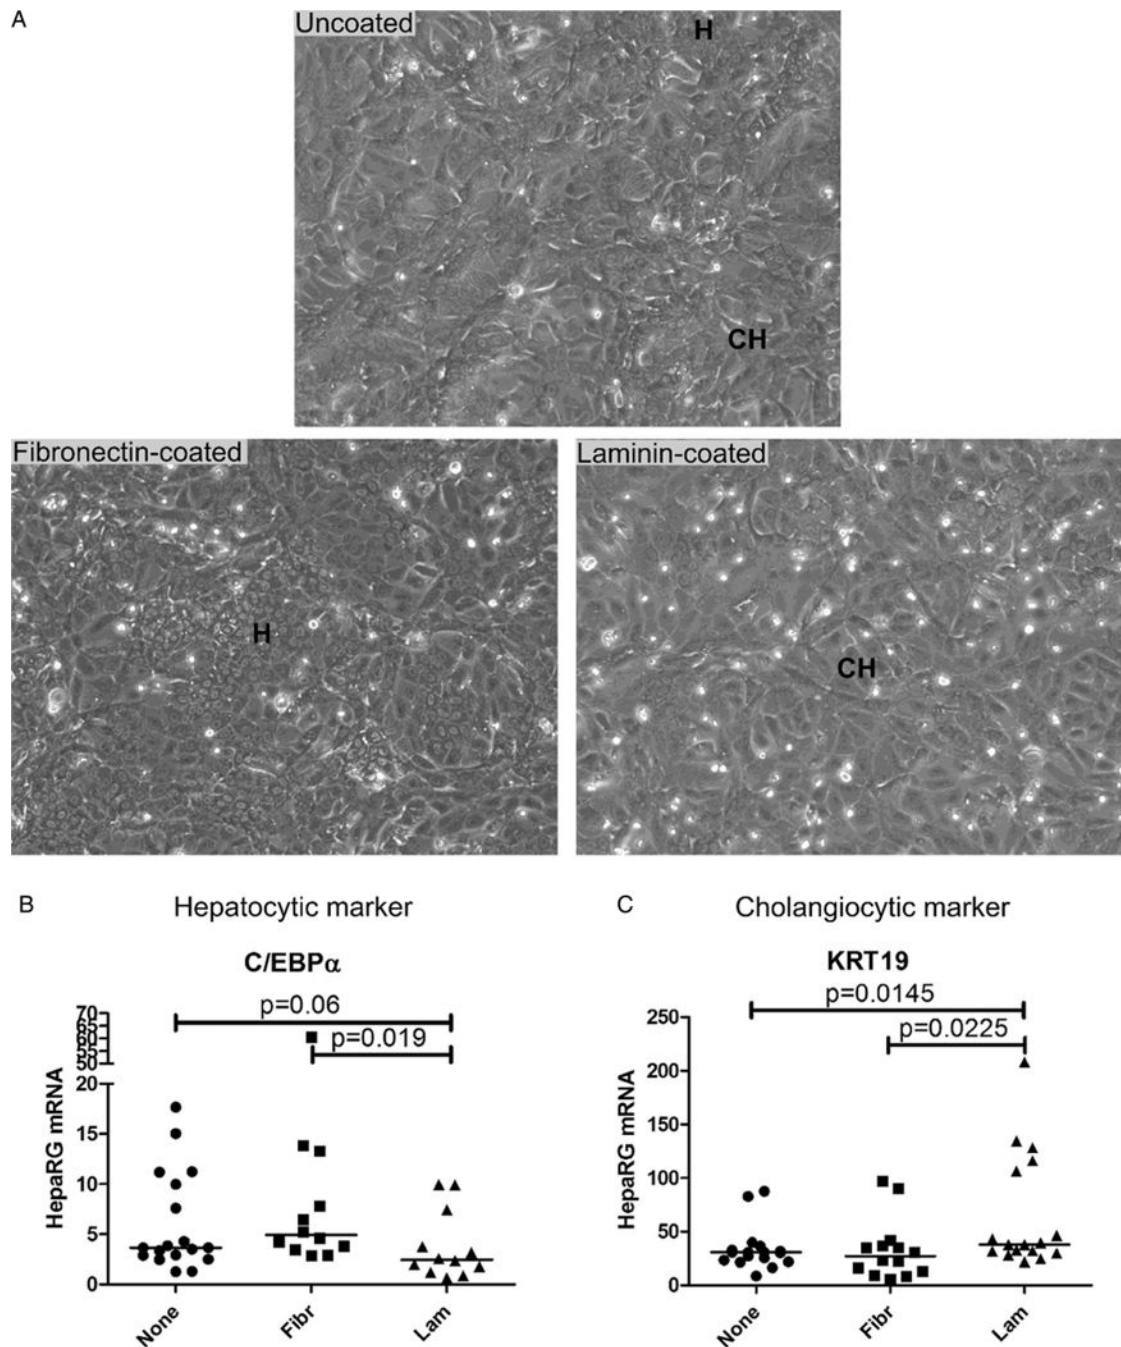 A
Uncoated
H
CH
Fibronectin-coated
H
Laminin-coated
CH
B
Hepatocytic marker
C/EBPα
p=0.06
p=0.019
HepaRG mRNA
70
65
60
55
50
20
15
10
5
0
None
Fibr
Lam
C
Cholangiocytic marker
KRT19
p=0.0145
p=0.0225
HepaRG mRNA
250
200
150
100
50
0
None
Fibr
Lam